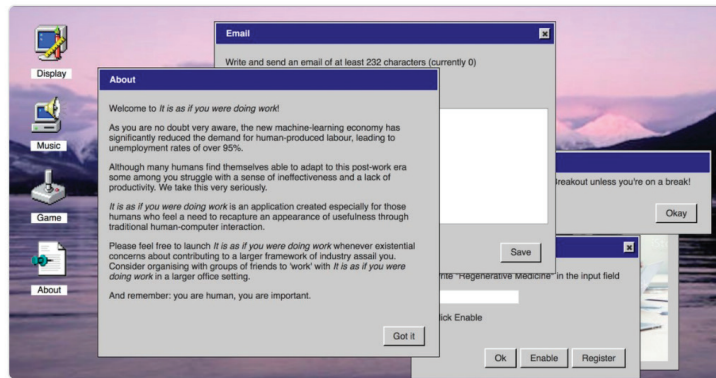 Display
Music
Game
About
Email
Write and send an email of at least 232 characters (currently 0)
Save
About
Welcome to It is as if you were doing work!
As you are no doubt very aware, the new machine-learning economy has
significantly reduced the demand for human-produced labour, leading to
unemployment rates of over 95%.
Although many humans find themselves able to adapt to this post-work era
some among you struggle with a sense of ineffectiveness and a lack of
productivity. We take this very seriously.
It is as if you were doing work is an application created especially for those
humans who feel a need to recapture an appearance of usefulness through
traditional human-computer interaction.
Please feel free to launch It is as if you were doing work whenever existential
concerns about contributing to a larger framework of industry assail you.
Consider organising with groups of friends to 'work' with It is as if you were
doing work in a larger office setting.
And remember: you are human, you are important.
Got it
Breakout unless you're on a break!
Okay
"Regenerative Medicine" in the input field
Enable
Ok Enable Register